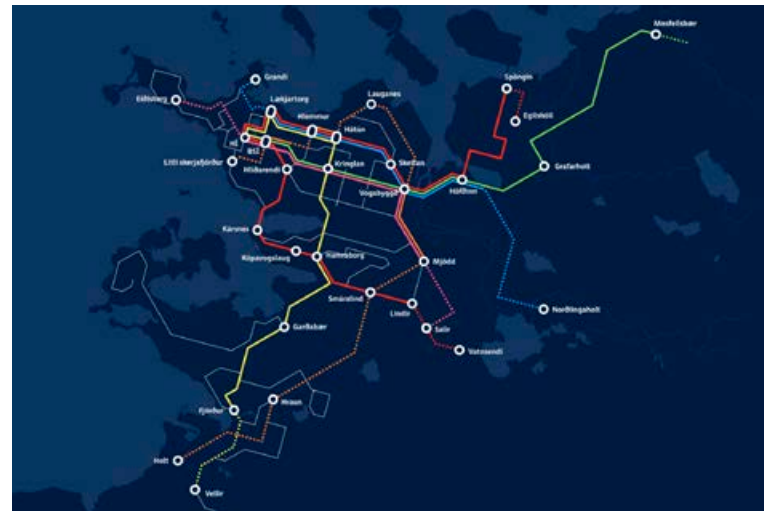 Mosfellsbær
Grandi
Spöngin
Eiðistorg
Lækjartorg
Lauganes
Hlemmur
Hátún
Egilshöll
HÍ
BSÍ
Litli skerjafjörður
Hlíðarendi
Kringlan
Skeifan
Grafarholt
Vogabyggð
Höfðinn
Kársnes
Kópavogslaug
Hamraborg
Mjódd
Smáralind
Lindir
Norðlingaholt
Garðabær
Salir
Vatnsendi
Hraun
Fjörður
Holt
Vellir